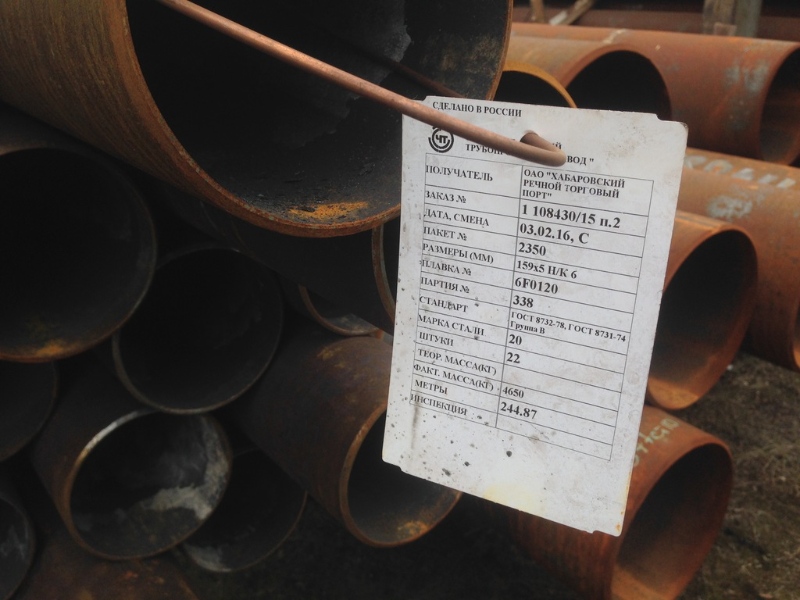 СДЕЛАНО В РОССИИ
ЧТ
ВОД "
ПОЛУЧАТЕЛЬ
ОАО "ХАБАРОВСКИЙ
РЕЧНОЙ ТОРГОВЫЙ
ПОРТ"
ЗАКАЗ № 1 108430/15 п.2
ДАТА, СМЕНА 03.02.16, С
ПАКЕТ № 2350
РАЗМЕРЫ (ММ) 159x5 Н/К 6
ПЛАВКА № 6F0120
ПАРТИЯ № 338
СТАНДАРТ ГОСТ 8732-78, ГОСТ 8731-74
Группа В
МАРКА СТАЛИ 20
ШТУКИ 22
ТЕОР. МАССА(КГ)
ФАКТ. МАССА(КГ) 4650
МЕТРЫ 244.87
ИНСПЕКЦИЯ